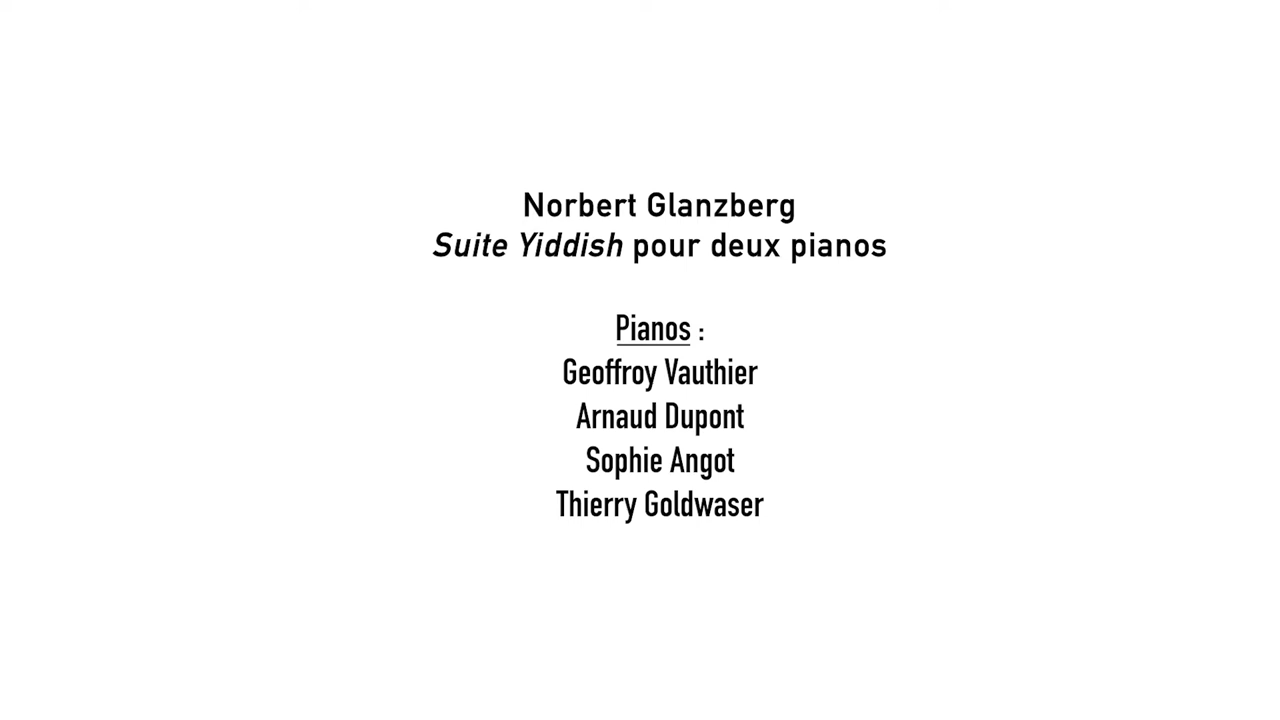 Norbert Glanzberg
Suite Yiddish pour deux pianos
Pianos :
Geoffroy Vauthier
Arnaud Dupont
Sophie Angot
Thierry Goldwaser